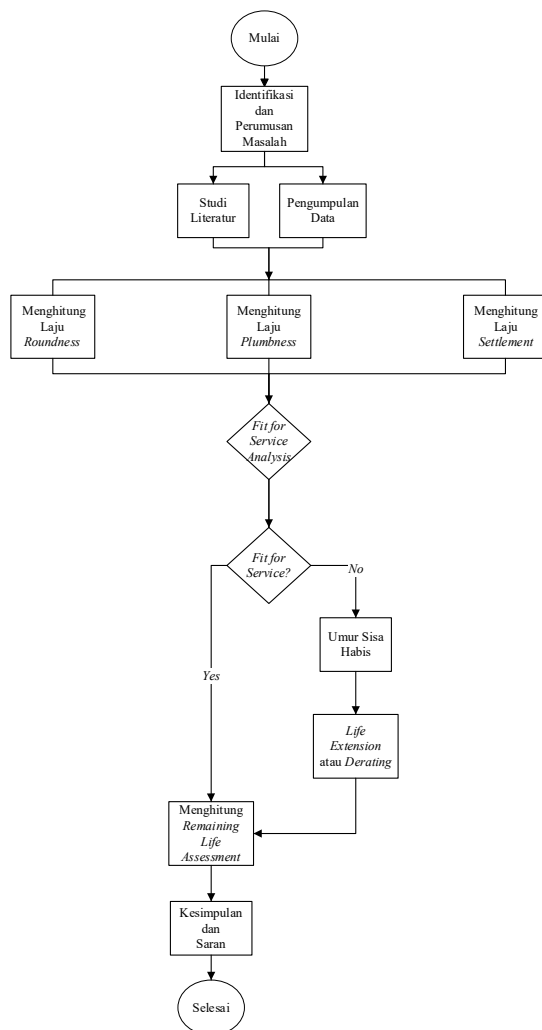 Mulai
Identifikasi
dan
Perumusan
Masalah
Studi
Literatur
Pengumpulan
Data
Menghitung
Laju
Roundness
Menghitung
Laju
Plumbness
Menghitung
Laju
Settlement
Fit for
Service
Analysis
Fit for
Service?
No
Umur Sisa
Habis
Yes
Life
Extension
atau Derating
Menghitung
Remaining
Life
Assessment
Kesimpulan
dan
Saran
Selesai